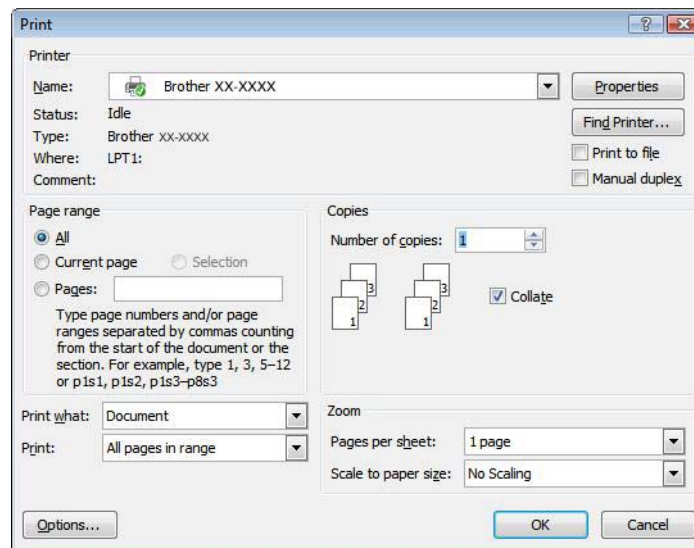 Print
Printer
Name: Brother XX-XXXX Properties
Status: Idle
Find Printer...
Type: Brother XX-XXXX
Where: LPT1: Print to file
Comment: Manual duplex
Page range
All
Current page Selection
Pages:
Type page numbers and/or page
ranges separated by commas counting
from the start of the document or the
section. For example, type 1, 3, 5–12
or p1s1, p1s2, p1s3–p8s3
Copies
Number of copies: 1
3 3
2 2
1 1
Collate
Print what: Document
Print: All pages in range
Zoom
Pages per sheet: 1 page
Scale to paper size: No Scaling
Options... OK Cancel